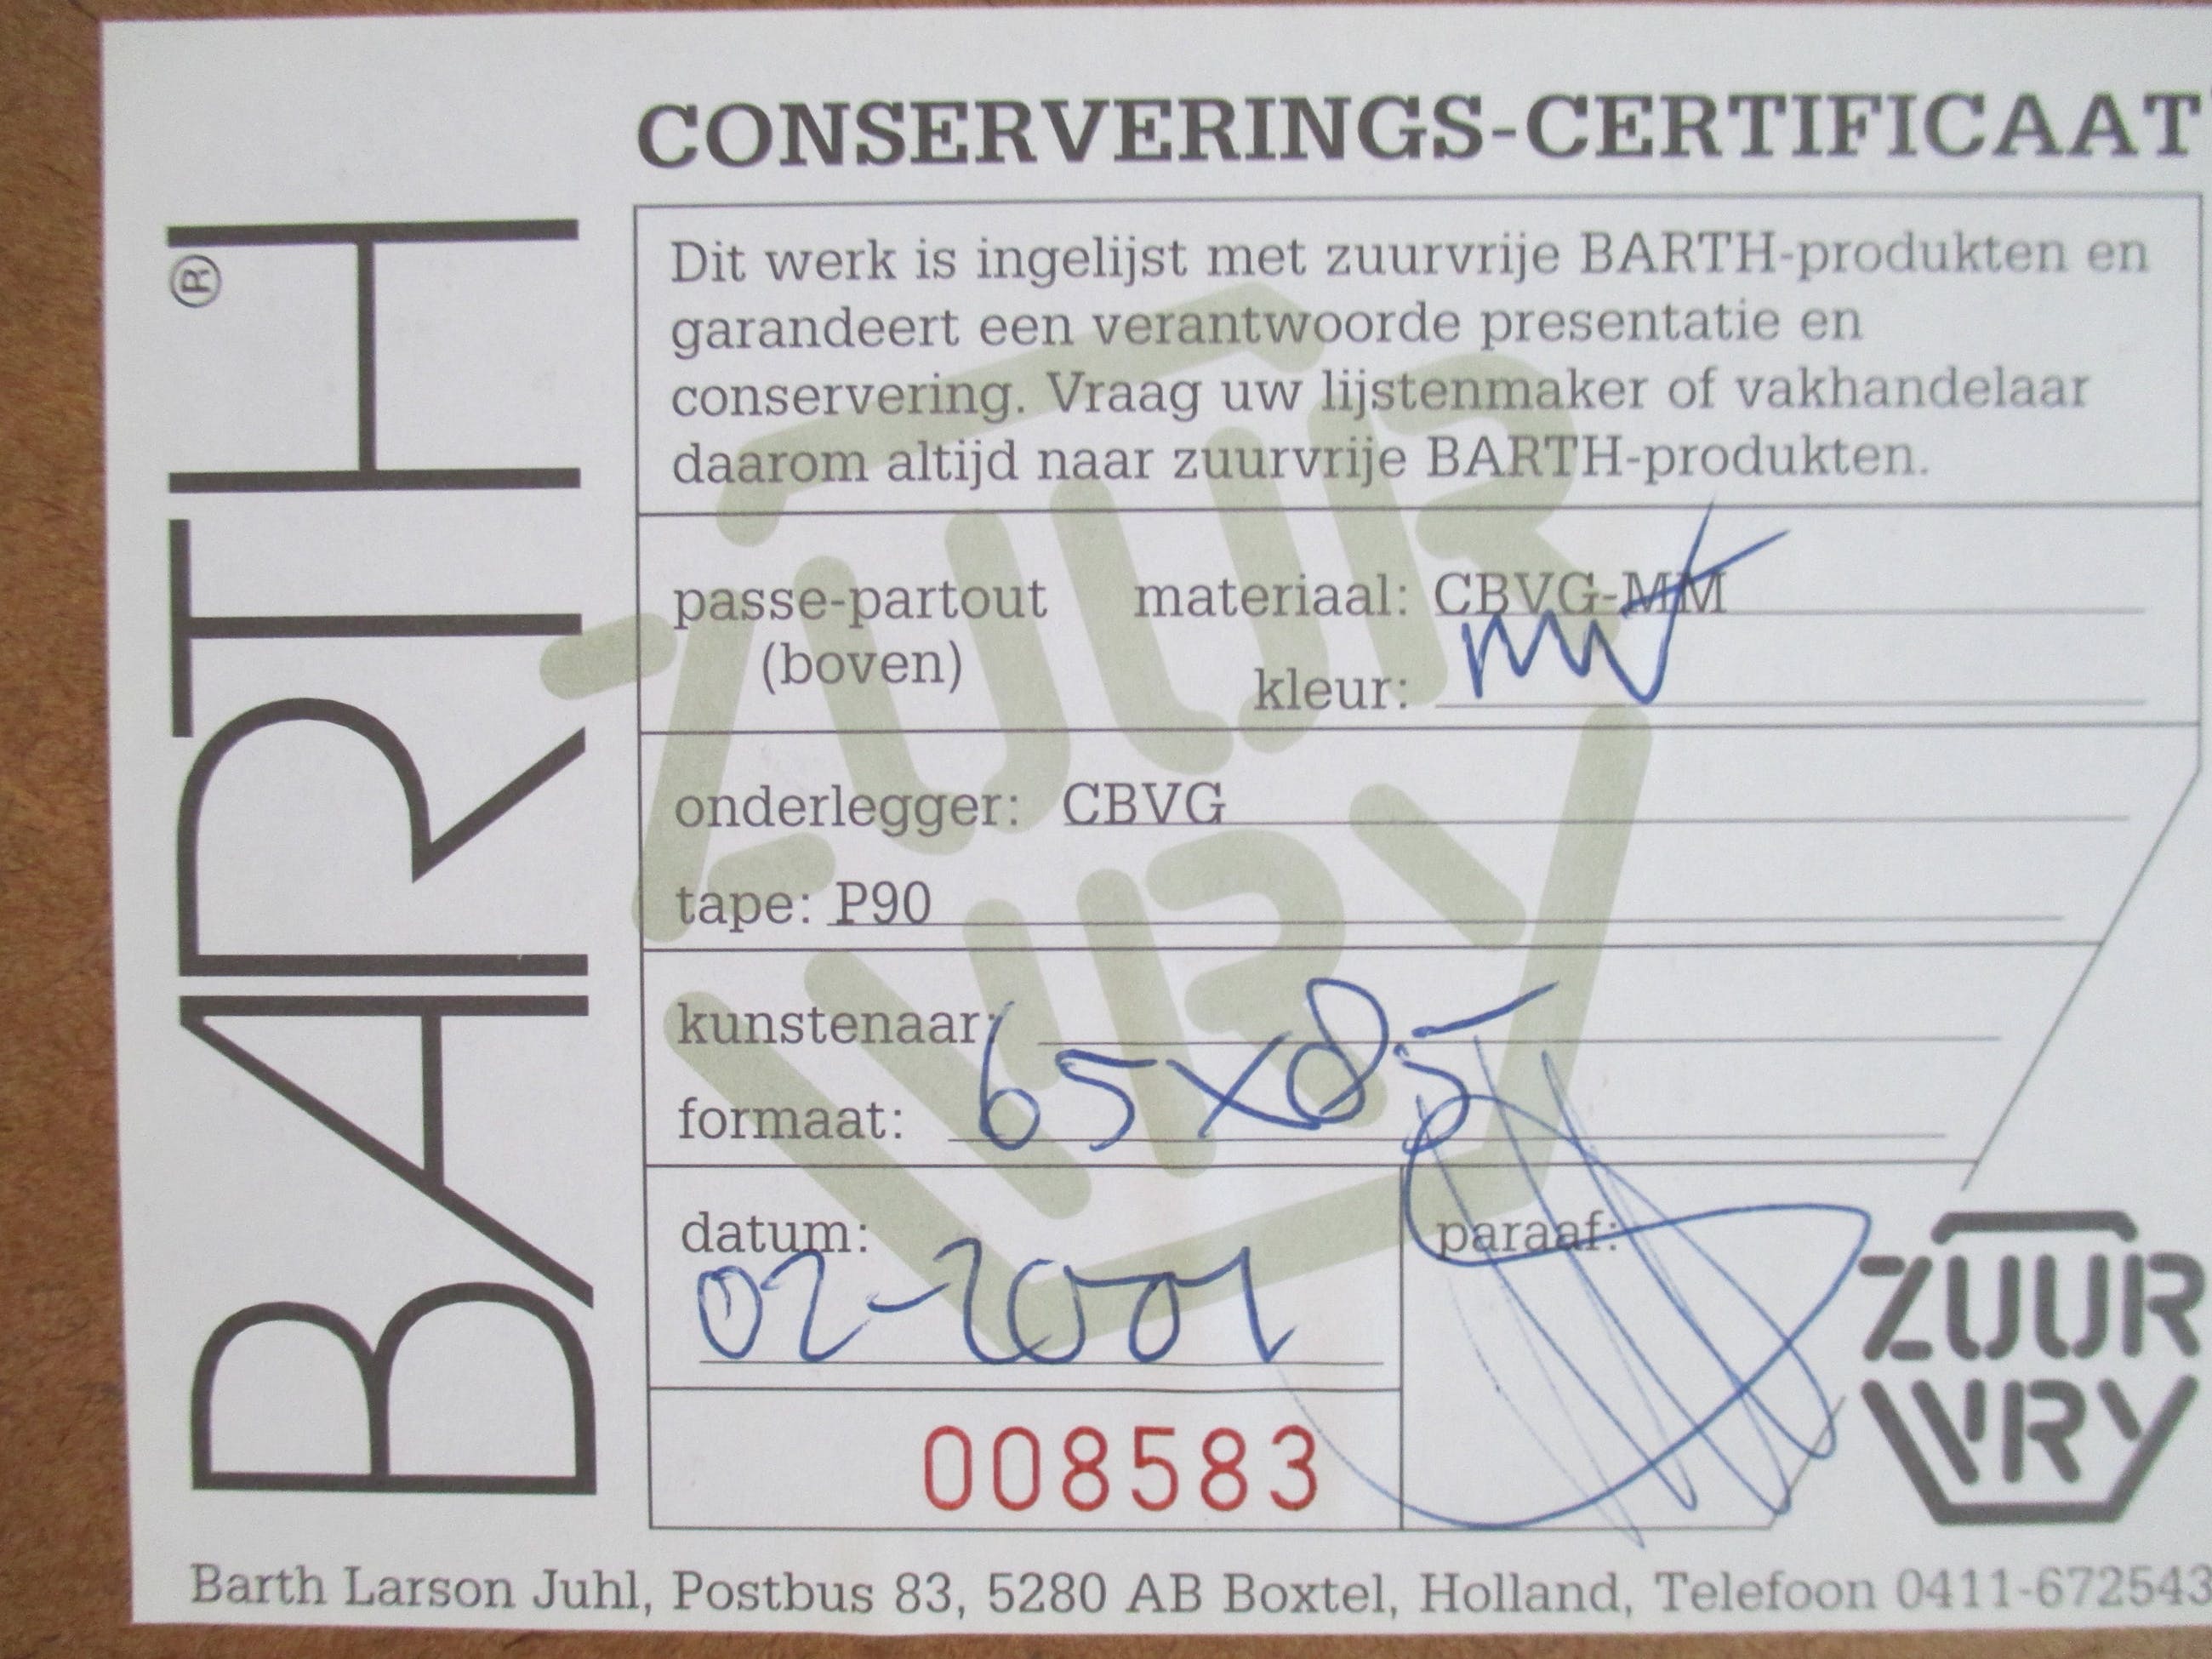 BARTH®
CONSERVERINGS-CERTIFICAAT
Dit werk is ingelijst met zuurvrije BARTH-produkten en
garandeert een verantwoorde presentatie en
conservering. Vraag uw lijstenmaker of vakhandelaar
daarom altijd naar zuurvrije BARTH-produkten.
passe-partout materiaal: CBVG-MM
(boven) kleur:
onderlegger: CBVG
tape: P90
kunstenaar:
formaat: 65x85
datum: paraaf:
02-2001
008583
ZUUR
VRY
ZUUR
VRY
Barth Larson Juhl, Postbus 83, 5280 AB Boxtel, Holland, Telefoon 0411-672543